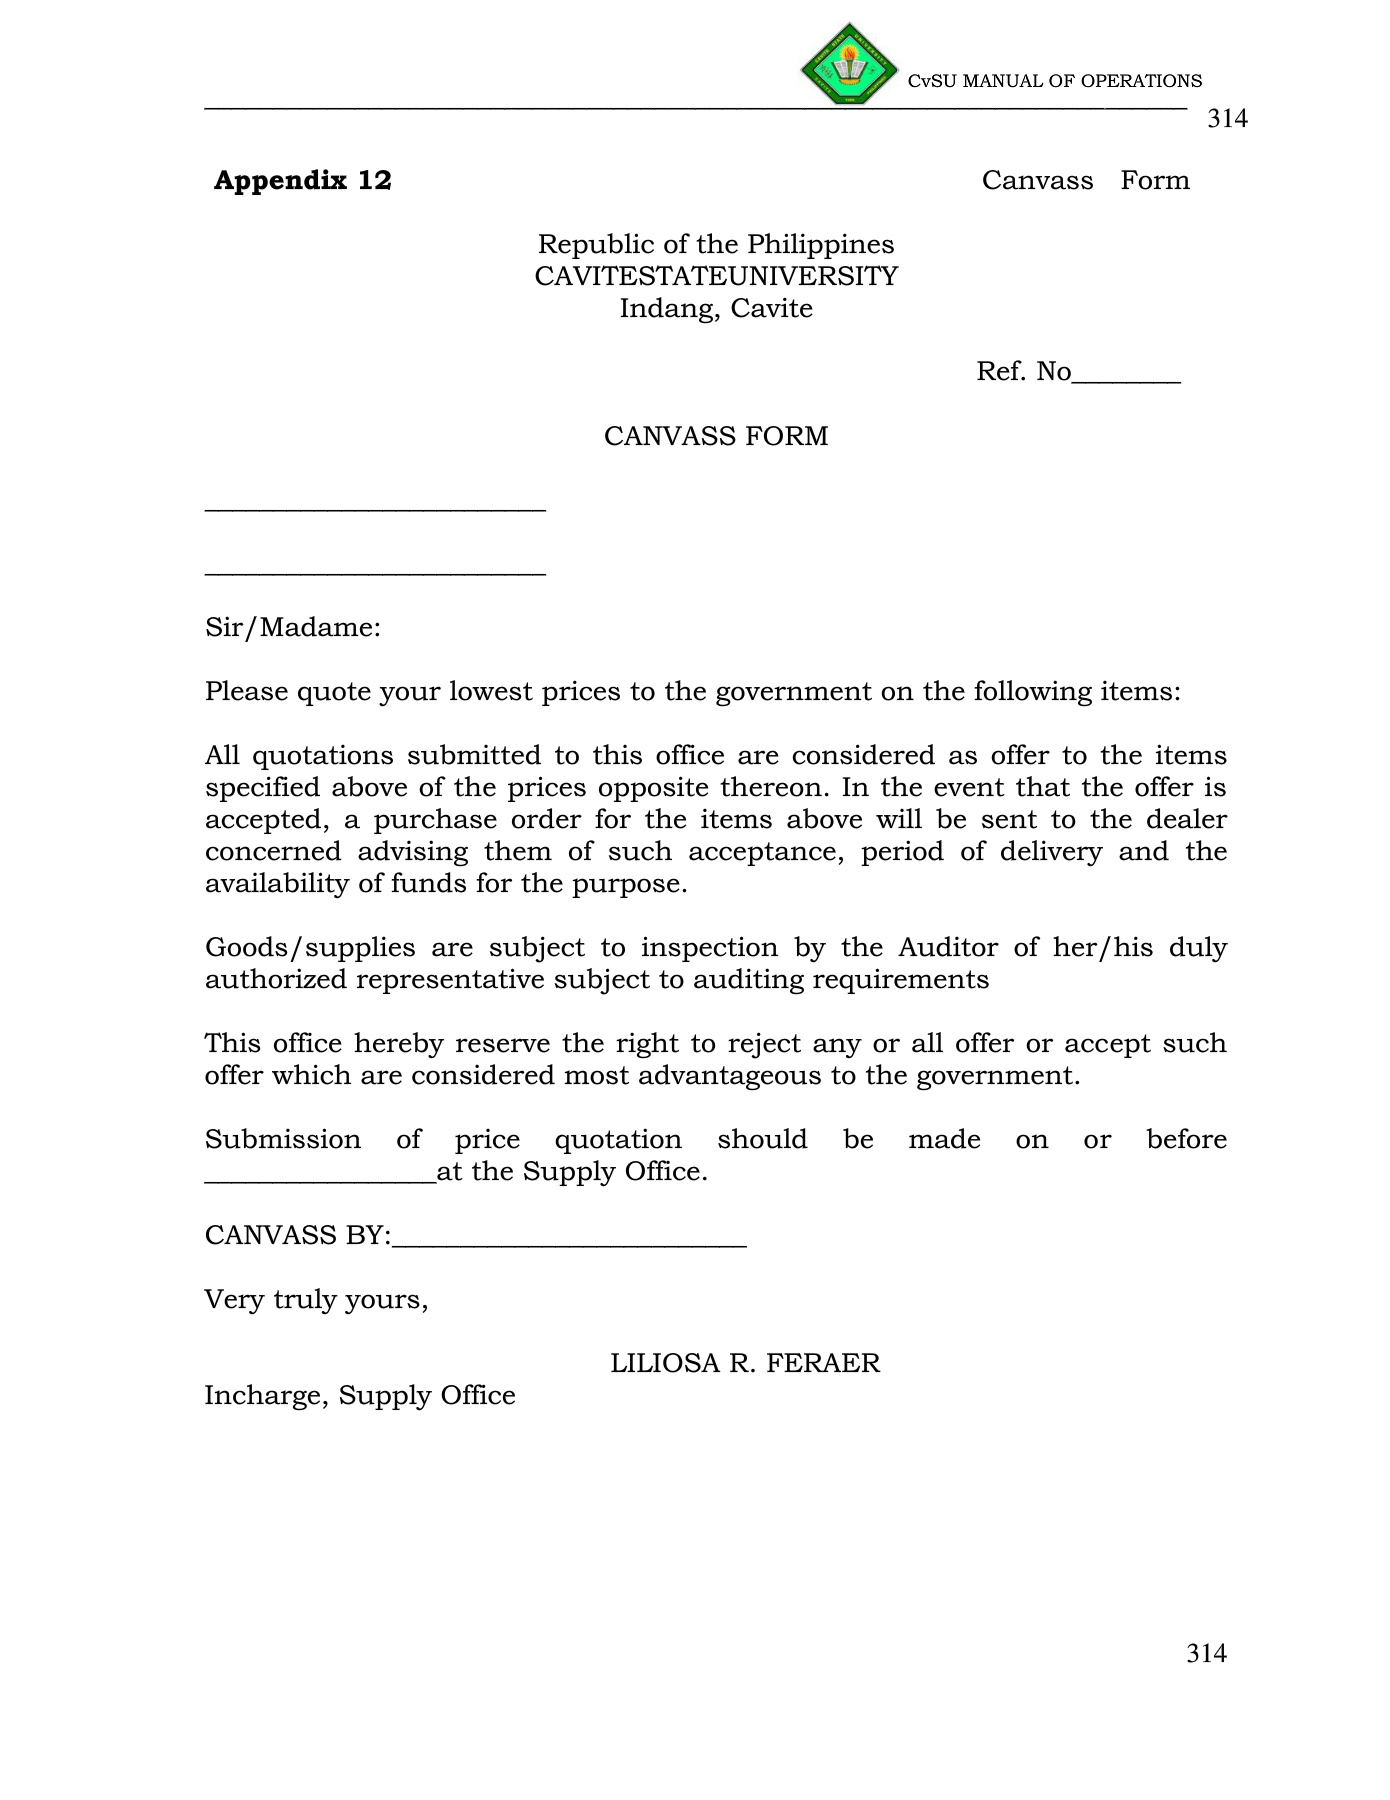 CvSU MANUAL OF OPERATIONS
314
Appendix 12 Canvass Form
Republic of the Philippines
CAVITESTATEUNIVERSITY
Indang, Cavite
Ref. No________
CANVASS FORM
_________________________
_________________________
Sir/Madame:
Please quote your lowest prices to the government on the following items:
All quotations submitted to this office are considered as offer to the items
specified above of the prices opposite thereon. In the event that the offer is
accepted, a purchase order for the items above will be sent to the dealer
concerned advising them of such acceptance, period of delivery and the
availability of funds for the purpose.
Goods/supplies are subject to inspection by the Auditor of her/his duly
authorized representative subject to auditing requirements
This office hereby reserve the right to reject any or all offer or accept such
offer which are considered most advantageous to the government.
Submission of price quotation should be made on or before
_________________at the Supply Office.
CANVASS BY:__________________________
Very truly yours,
LILIOSA R. FERAER
Incharge, Supply Office
314